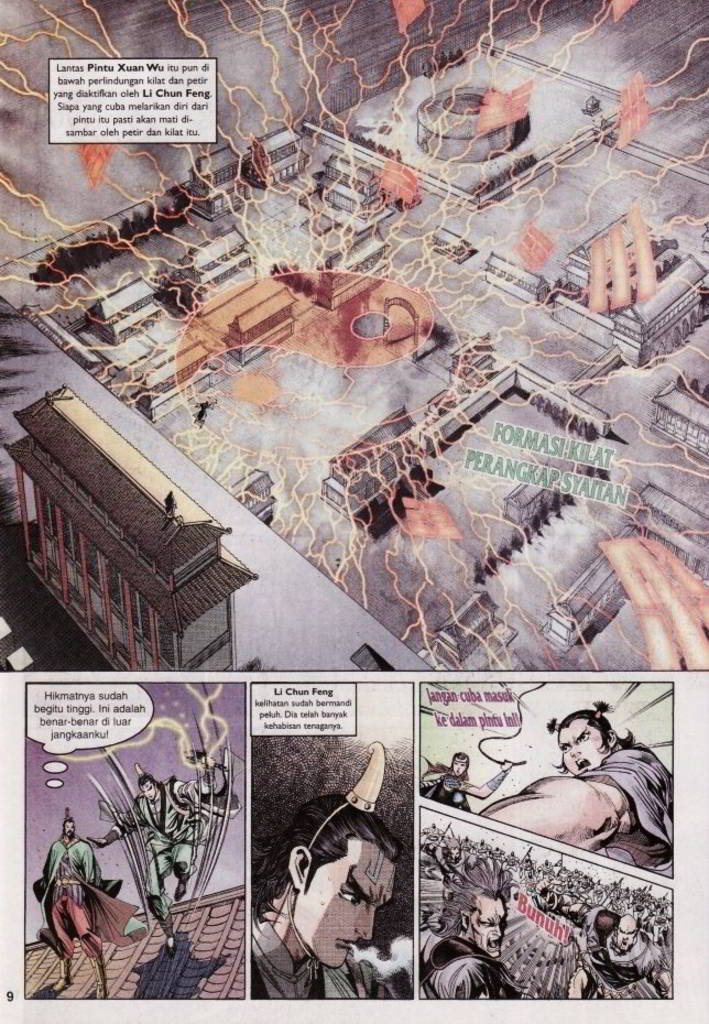 Lantas Pintu Xuan Wu itu pun di
bawah perlindungan kilat dan petir
yang diaktifkan oleh Li Chun Feng.
Siapa yang cuba melarikan diri dari
pintu itu pasti akan mati di-
sambar oleh petir dan kilat itu.
FORMASI KILAT
PERANGKAP SYAITAN
Hikmatnya sudah
begitu tinggi. Ini adalah
benar-benar di luar
jangkaanku!
Li Chun Feng
kelihatan sudah bermandi
peluh. Dia telah banyak
kehabisan tenaganya.
Jangan cuba masuk
ke dalam pintu ini!
Bunuh!
9